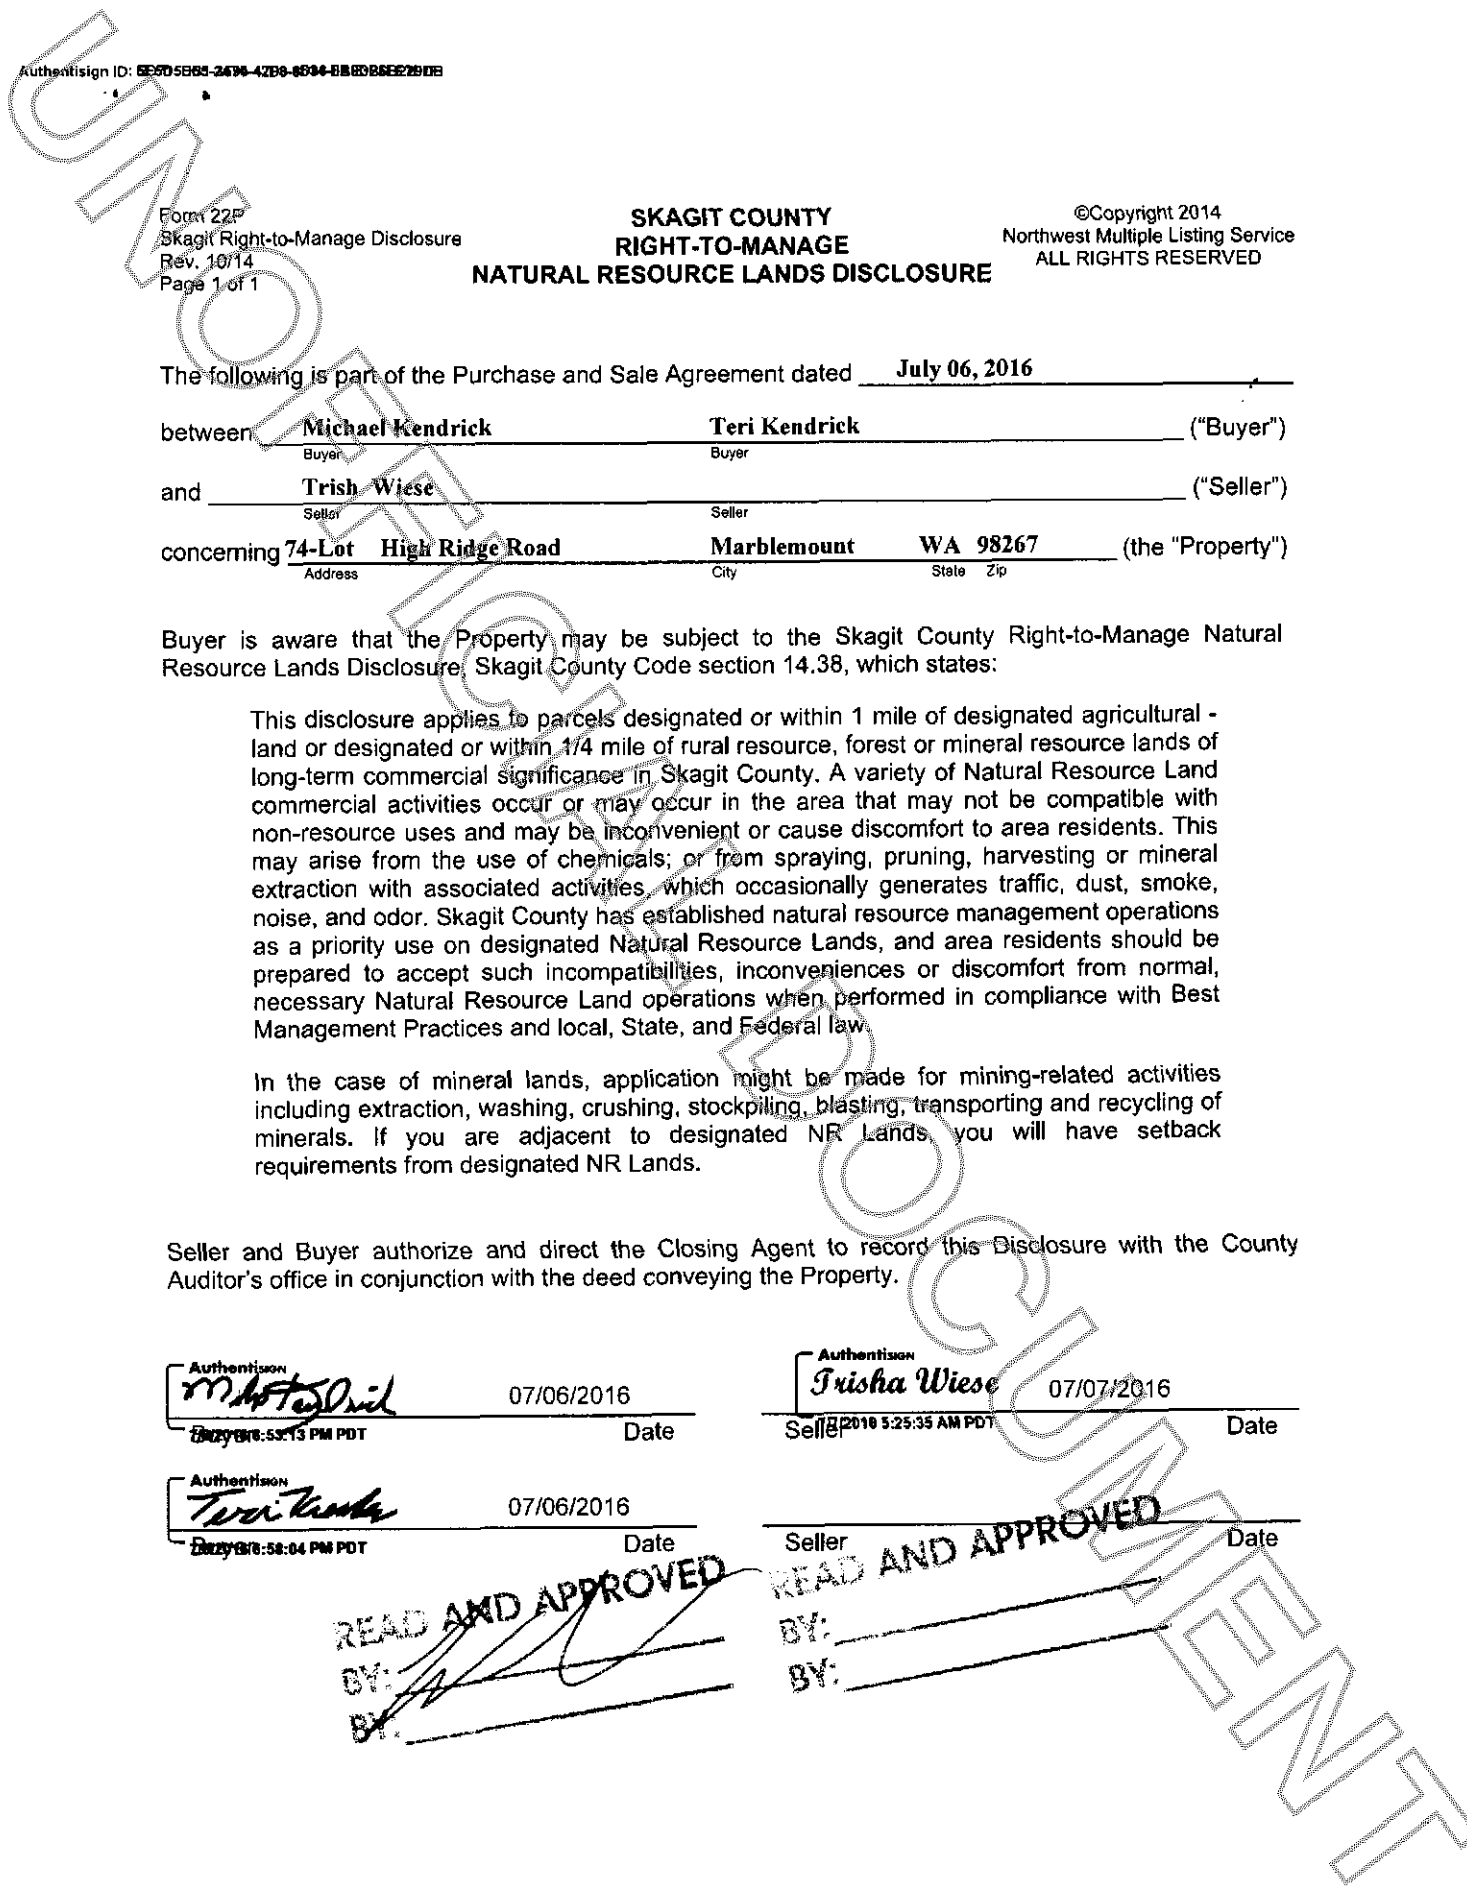 Authentisign ID:
Form 22P
Skagit Right-to-Manage Disclosure
Rev. 10/14
Page 1 of 1
SKAGIT COUNTY
RIGHT-TO-MANAGE
NATURAL RESOURCE LANDS DISCLOSURE
©Copyright 2014
Northwest Multiple Listing Service
ALL RIGHTS RESERVED
The following is part of the Purchase and Sale Agreement dated July 06, 2016
between Michael Kendrick Teri Kendrick ("Buyer")
Buyer Buyer
and Trish Wiese ("Seller")
Seller Seller
concerning 74-Lot High Ridge Road Marblemount WA 98267 (the "Property")
Address City State Zip
Buyer is aware that the Property may be subject to the Skagit County Right-to-Manage Natural
Resource Lands Disclosure, Skagit County Code section 14.38, which states:
This disclosure applies to parcels designated or within 1 mile of designated agricultural -
land or designated or within 1/4 mile of rural resource, forest or mineral resource lands of
long-term commercial significance in Skagit County. A variety of Natural Resource Land
commercial activities occur or may occur in the area that may not be compatible with
non-resource uses and may be inconvenient or cause discomfort to area residents. This
may arise from the use of chemicals; or from spraying, pruning, harvesting or mineral
extraction with associated activities, which occasionally generates traffic, dust, smoke,
noise, and odor. Skagit County has established natural resource management operations
as a priority use on designated Natural Resource Lands, and area residents should be
prepared to accept such incompatibilities, inconveniences or discomfort from normal,
necessary Natural Resource Land operations when performed in compliance with Best
Management Practices and local, State, and Federal law.
In the case of mineral lands, application might be made for mining-related activities
including extraction, washing, crushing, stockpiling, blasting, transporting and recycling of
minerals. If you are adjacent to designated NR Lands, you will have setback
requirements from designated NR Lands.
Seller and Buyer authorize and direct the Closing Agent to record this Disclosure with the County
Auditor's office in conjunction with the deed conveying the Property.
Authentisign
07/06/2016
Buyer :53:13 PM PDT Date
Authentisign
Trisha Wiese 07/07/2016
Seller 5:25:35 AM PDT Date
Authentisign
Teri 07/06/2016
Buyer :58:04 PM PDT Date
Seller Date
READ AND APPROVED
BY:
BY:
READ AND APPROVED
BY:
BY:
UNOFFICIAL DOCUMENT